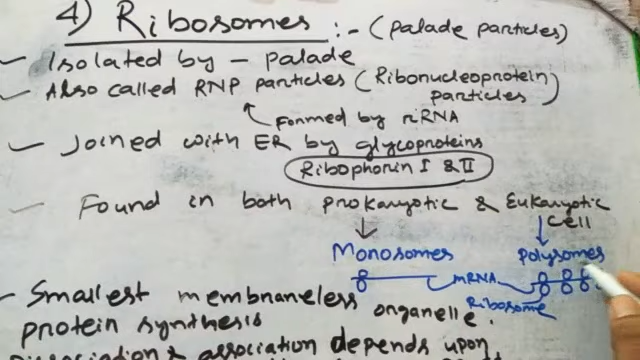 4) Ribosomes :- (Palade particles)
- Isolated by - palade
- Also called RNP particles (Ribonucleoprotein particles)
Formed by rRNA
- Joined with ER by glycoproteins
Ribophorin I & II
- Found in both prokaryotic & Eukaryotic cell
Monosomes Polysomes
mRNA
Ribosome
- Smallest membraneless organelle.
protein synthesis
Dissociation & association depends upon